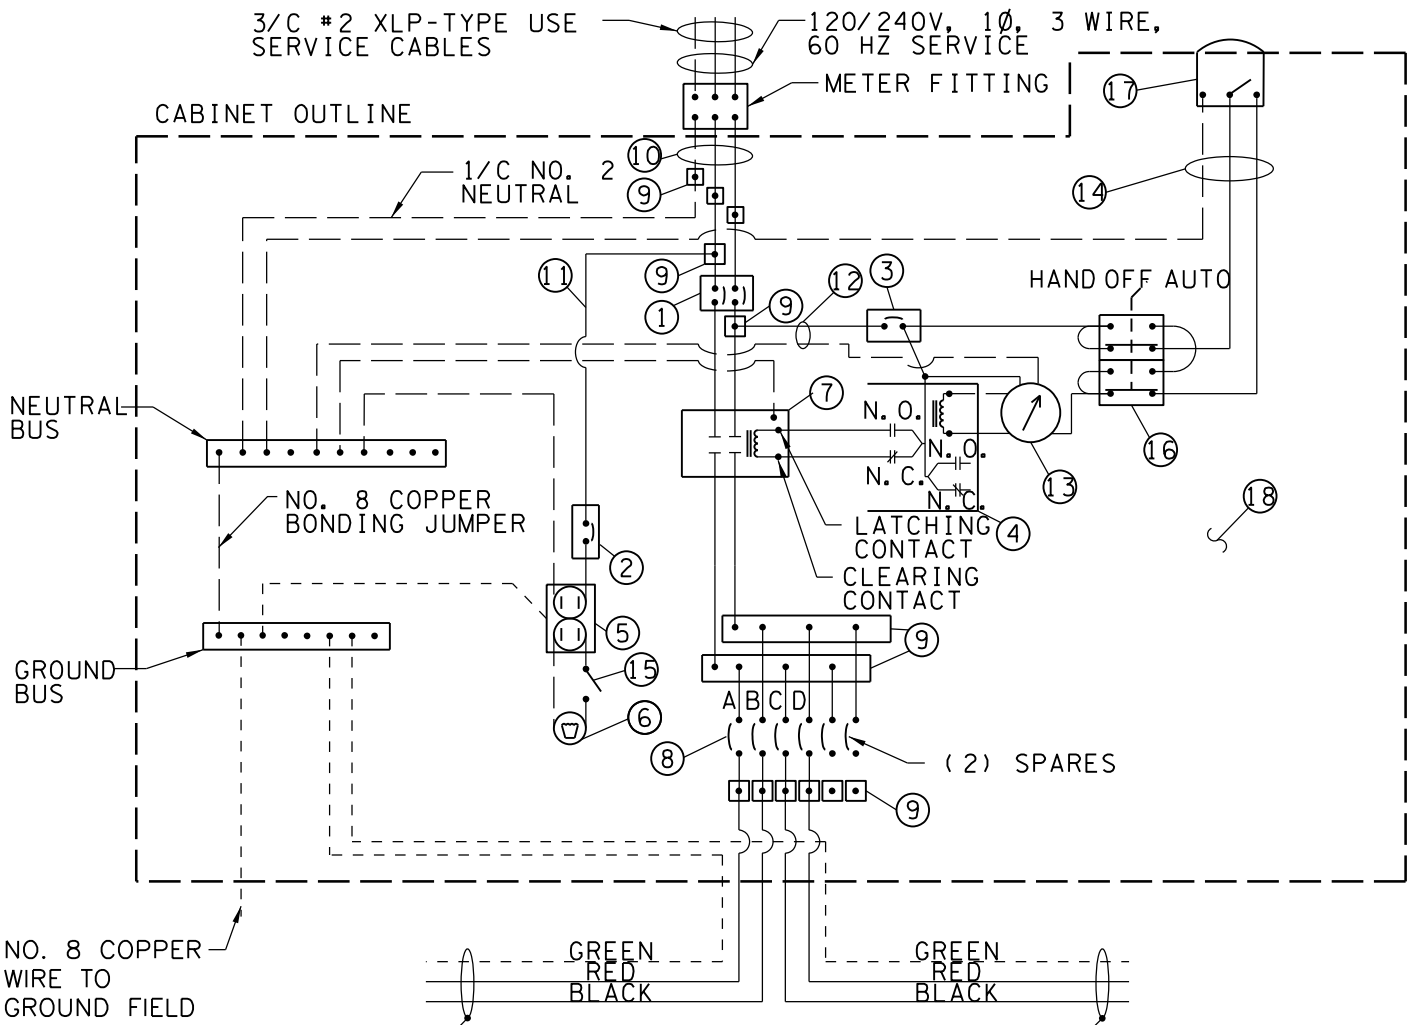 3/C #2 XLP-TYPE USE
SERVICE CABLES
120/240V, 1Ø, 3 WIRE,
60 HZ SERVICE
METER FITTING
17
CABINET OUTLINE
10
1/C NO. 2
NEUTRAL
9
14
11
9
12
3
HAND OFF AUTO
1
9
NEUTRAL
BUS
7
N. O.
N. O.
N. C.
N. C.
16
13
18
NO. 8 COPPER
BONDING JUMPER
LATCHING
CONTACT
4
CLEARING
CONTACT
2
5
9
GROUND
BUS
15
A B C D
6
8
(2) SPARES
9
NO. 8 COPPER
WIRE TO
GROUND FIELD
GREEN
RED
BLACK
GREEN
RED
BLACK